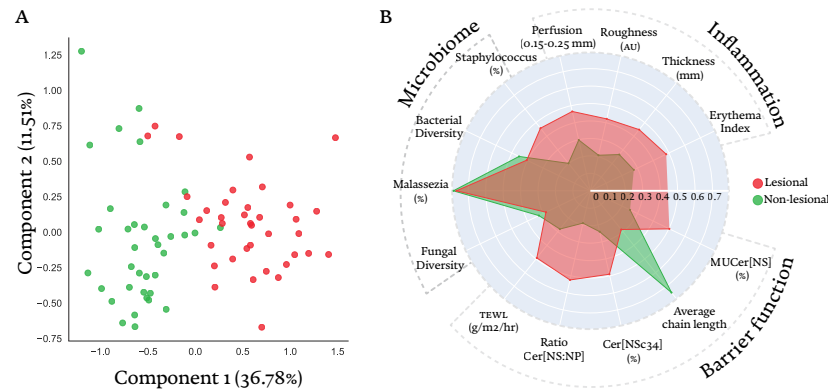 A
1.25
1.00
0.75
0.50
0.25
0.00
−0.25
−0.50
−0.75
Component 2 (11.51%)
−1.0 −0.5 0.0 0.5 1.0 1.5
Component 1 (36.78%)
B
Microbiome
Inflammation
Barrier function
Perfusion
[0.15-0.25 mm)
Roughness
(AU)
Thickness
(mm)
Erythema
Index
Staphylococcus
(%)
Bacterial
Diversity
Malassezia
(%)
Fungal
Diversity
TEWL
(g/m2/hr)
Ratio
Cer[NS:NP]
Cer[NSc34]
(%)
Average
chain length
MUCer[NS]
(%)
0 0.1 0.2 0.3 0.4 0.5 0.6 0.7
Lesional
Non-lesional